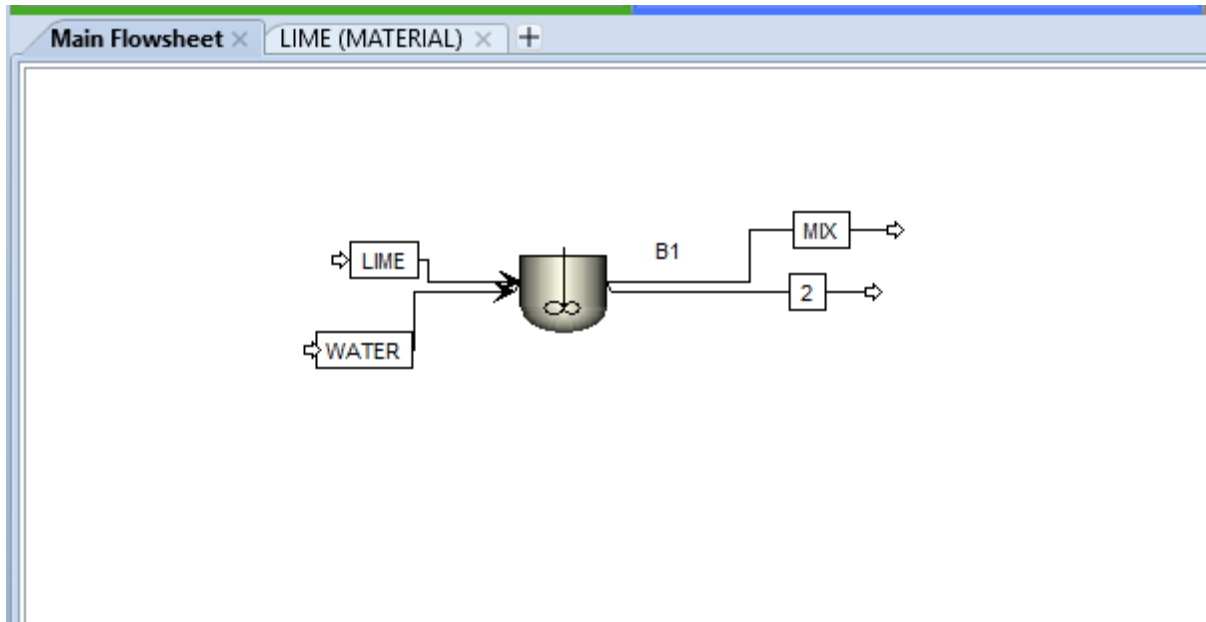 Main Flowsheet
LIME (MATERIAL)
MIX
B1
LIME
2
WATER